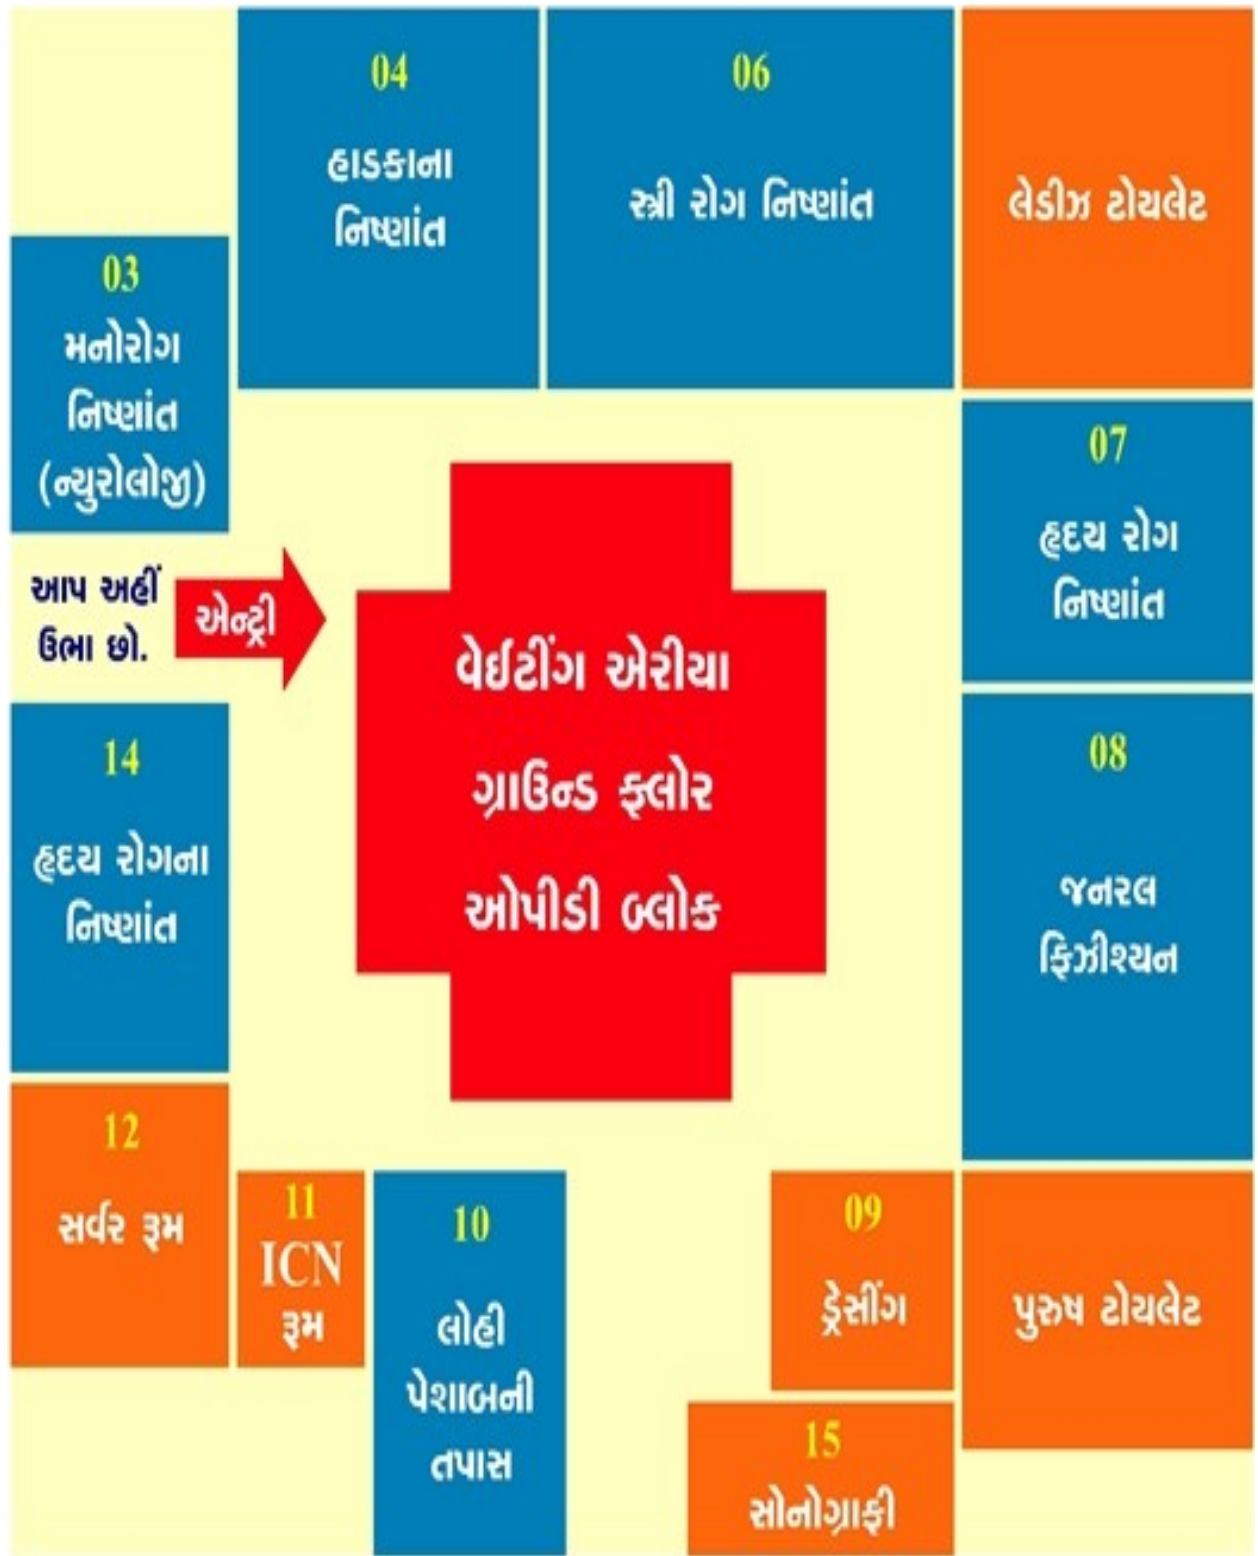 04
હાડકાના
નિષ્ણાંત
06
સ્ત્રી રોગ નિષ્ણાંત
લેડીઝ ટોયલેટ
03
મનોરોગ
નિષ્ણાંત
(ન્યુરોલોજી)
07
હૃદય રોગ
નિષ્ણાંત
આપ અહીં
ઉભા છો.
એન્ટ્રી
વેઈટીંગ એરીયા
ગ્રાઉન્ડ ફ્લોર
ઓપીડી બ્લોક
14
હૃદય રોગના
નિષ્ણાંત
08
જનરલ
ફિઝીશ્યન
12
સર્વર રૂમ
11
ICN
રૂમ
10
લોહી
પેશાબની
તપાસ
09
ડ્રેસીંગ
પુરુષ ટોયલેટ
15
સોનોગ્રાફી